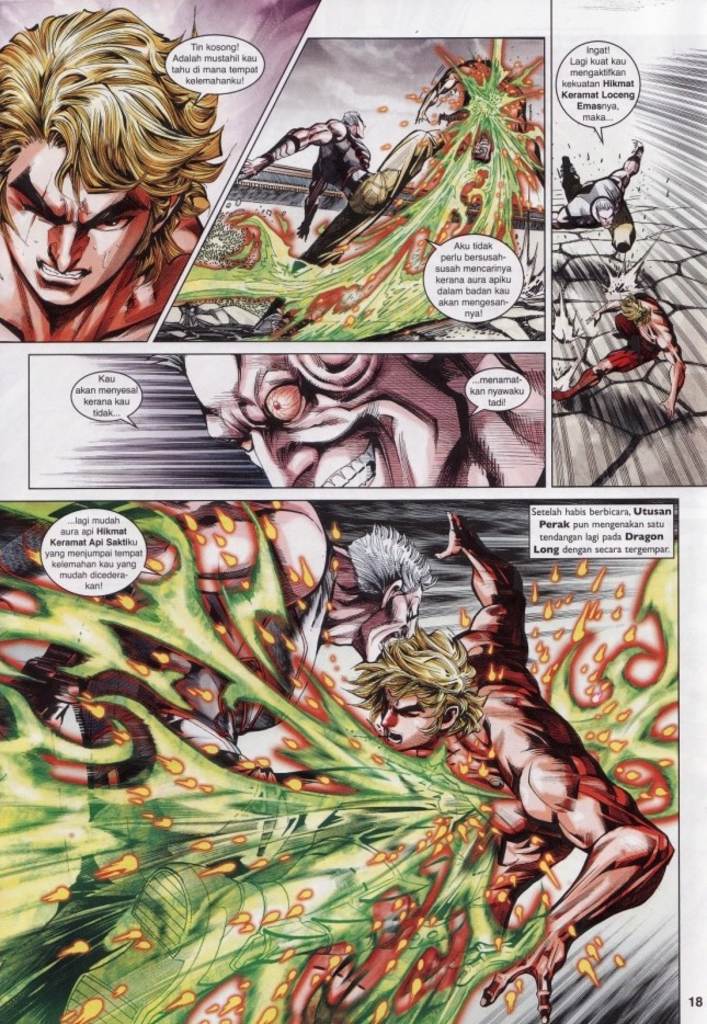 Tin kosong!
Adalah mustahil kau
tahu di mana tempat
kelemahanku!
Aku tidak
perlu bersusah-
susah mencarinya
kerana aura apiku
dalam badan kau
akan mengesan-
nya!
Ingat!
Lagi kuat kau
mengaktifkan
kekuatan Hikmat
Keramat Loceng
Emasnya,
maka...
Kau
akan menyesal
kerana kau
tidak...
...menamat-
kan nyawaku
tadi!
...lagi mudah
aura api Hikmat
Keramat Api Saktiku
yang menjumpai tempat
kelemahan kau yang
mudah dicedera-
kan!
Setelah habis berbicara, Utusan
Perak pun mengenakan satu
tendangan lagi pada Dragon
Long dengan secara tergempar.
18